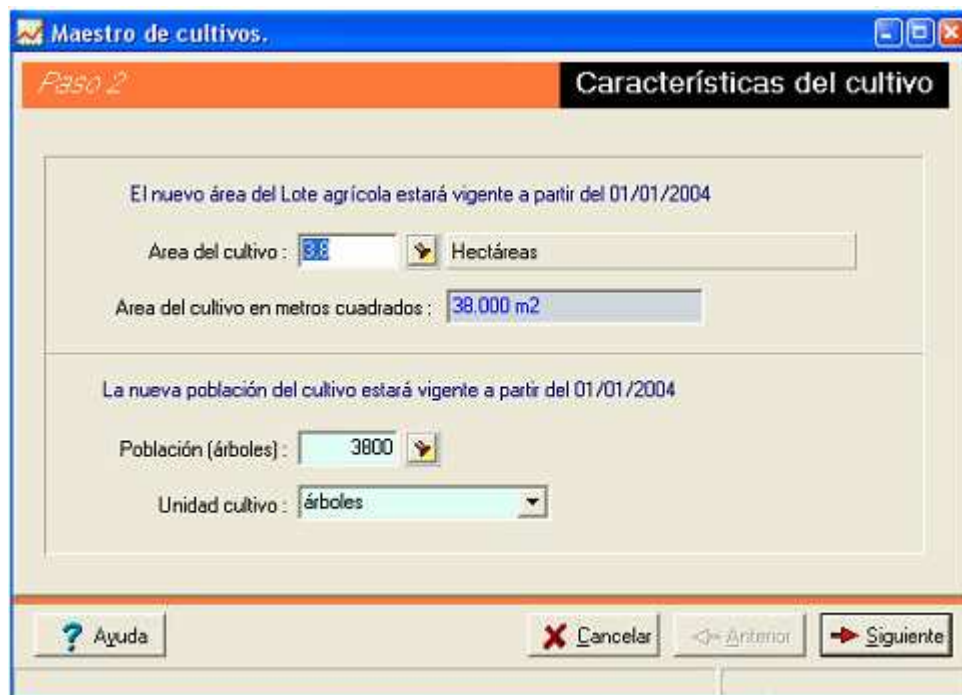 Maestro de cultivos.
Paso 2
Características del cultivo
El nuevo área del Lote agrícola estará vigente a partir del 01/01/2004
Area del cultivo : 3,8 Hectáreas
Area del cultivo en metros cuadrados : 38.000 m2
La nueva población del cultivo estará vigente a partir del 01/01/2004
Población (árboles) : 3800
Unidad cultivo : árboles
Ayuda Cancelar Anterior Siguiente